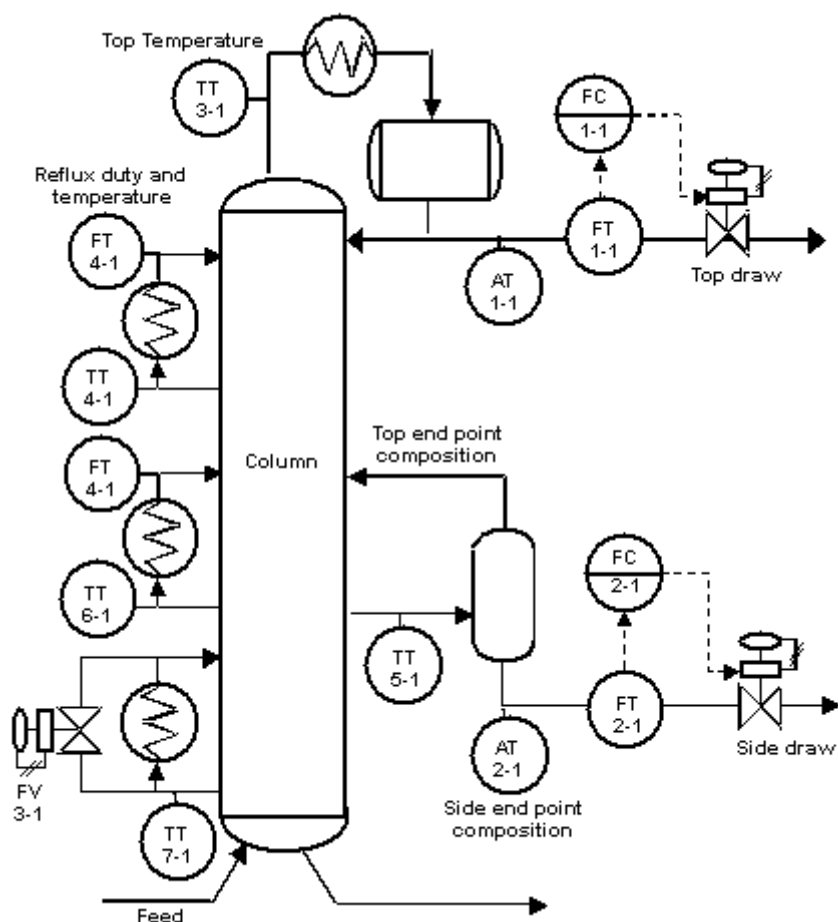 Top Temperature
TT
3-1
FC
1-1
Reflux duty and
temperature
FT
4-1
FT
1-1
AT
1-1
Top draw
TT
4-1
Top end point
composition
Column
FT
4-1
FC
2-1
TT
6-1
TT
5-1
FT
2-1
AT
2-1
Side draw
FV
3-1
Side end point
composition
TT
7-1
Feed